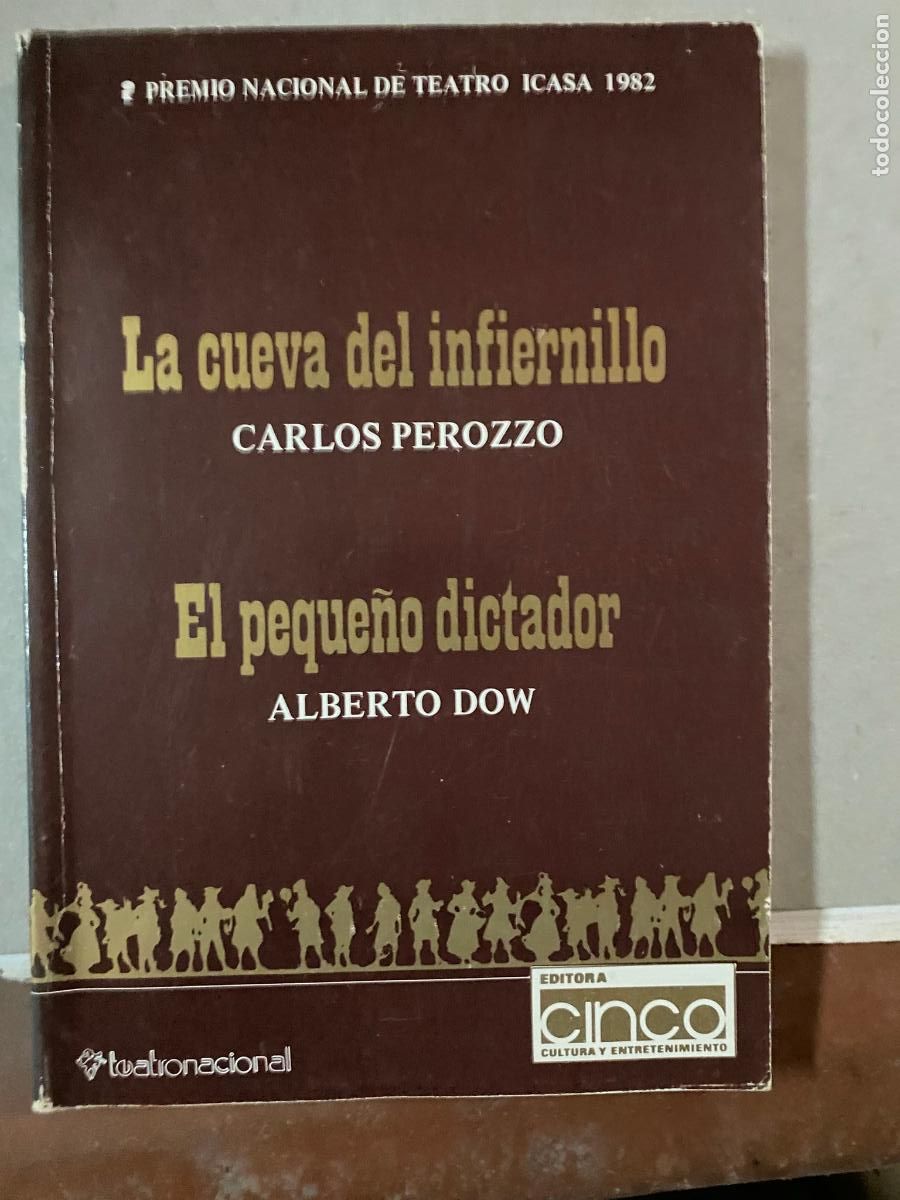 PREMIO NACIONAL DE TEATRO ICASA 1982
La cueva del infiernillo
CARLOS PEROZZO
El pequeño dictador
ALBERTO DOW
EDITORA
cinco
CULTURA Y ENTRETENIMIENTO
teatronacional
todocoleccion